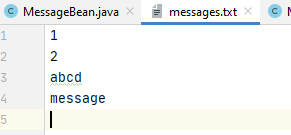 MessageBean.java × messages.txt ×
1 1
2 2
3 abcd
4 message
5